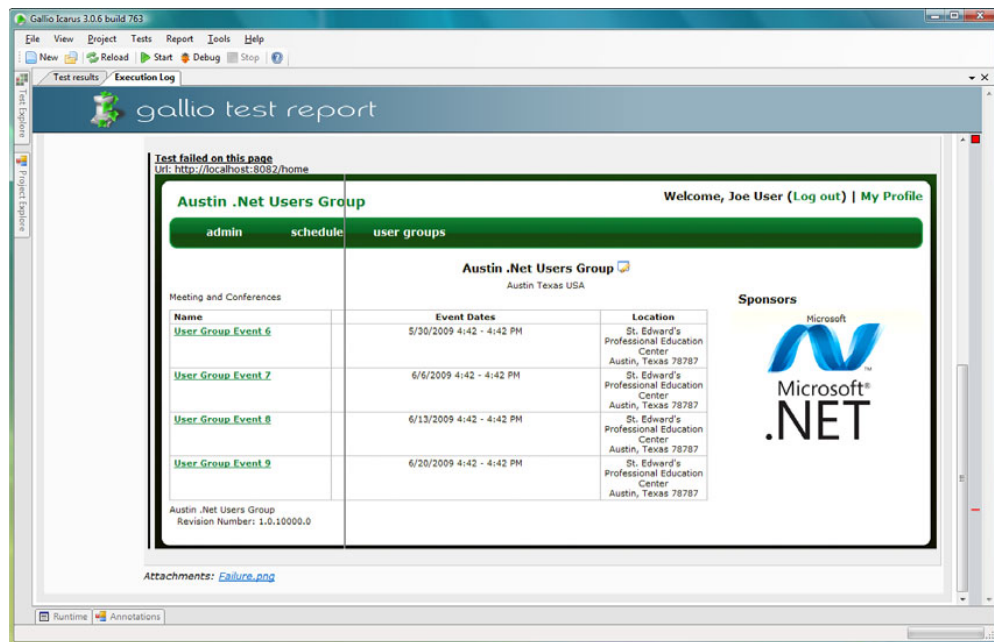 Gallio Icarus 3.0.6 build 763
File View Project Tests Report Tools Help
New Reload Start Debug Stop
Test results Execution Log
Test Explore
Project Explore
gallio test report
Test failed on this page
Url: http://localhost:8082/home
Austin .Net Users Group
Welcome, Joe User (Log out) | My Profile
admin schedule user groups
Austin .Net Users Group
Austin Texas USA
Meeting and Conferences
Name Event Dates Location
User Group Event 6 5/30/2009 4:42 - 4:42 PM St. Edward's
Professional Education
Center
Austin, Texas 78787
User Group Event 7 6/6/2009 4:42 - 4:42 PM St. Edward's
Professional Education
Center
Austin, Texas 78787
User Group Event 8 6/13/2009 4:42 - 4:42 PM St. Edward's
Professional Education
Center
Austin, Texas 78787
User Group Event 9 6/20/2009 4:42 - 4:42 PM St. Edward's
Professional Education
Center
Austin, Texas 78787
Sponsors
Microsoft
TM
Microsoft®
.NET
Austin .Net Users Group
Revision Number: 1.0.10000.0
Attachments: Failure.png
Runtime Annotations